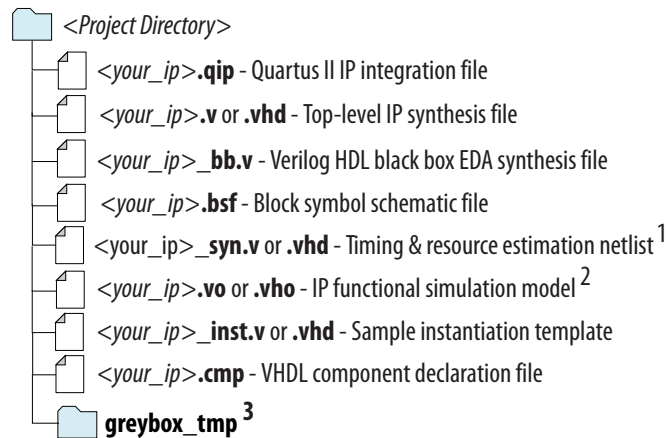 <Project Directory>
<your_ip>.qip - Quartus II IP integration file
<your_ip>.v or .vhd - Top-level IP synthesis file
<your_ip>_bb.v - Verilog HDL black box EDA synthesis file
<your_ip>.bsf - Block symbol schematic file
<your_ip>_syn.v or .vhd - Timing & resource estimation netlist 1
<your_ip>.vo or .vho - IP functional simulation model 2
<your_ip>_inst.v or .vhd - Sample instantiation template
<your_ip>.cmp - VHDL component declaration file
greybox_tmp 3